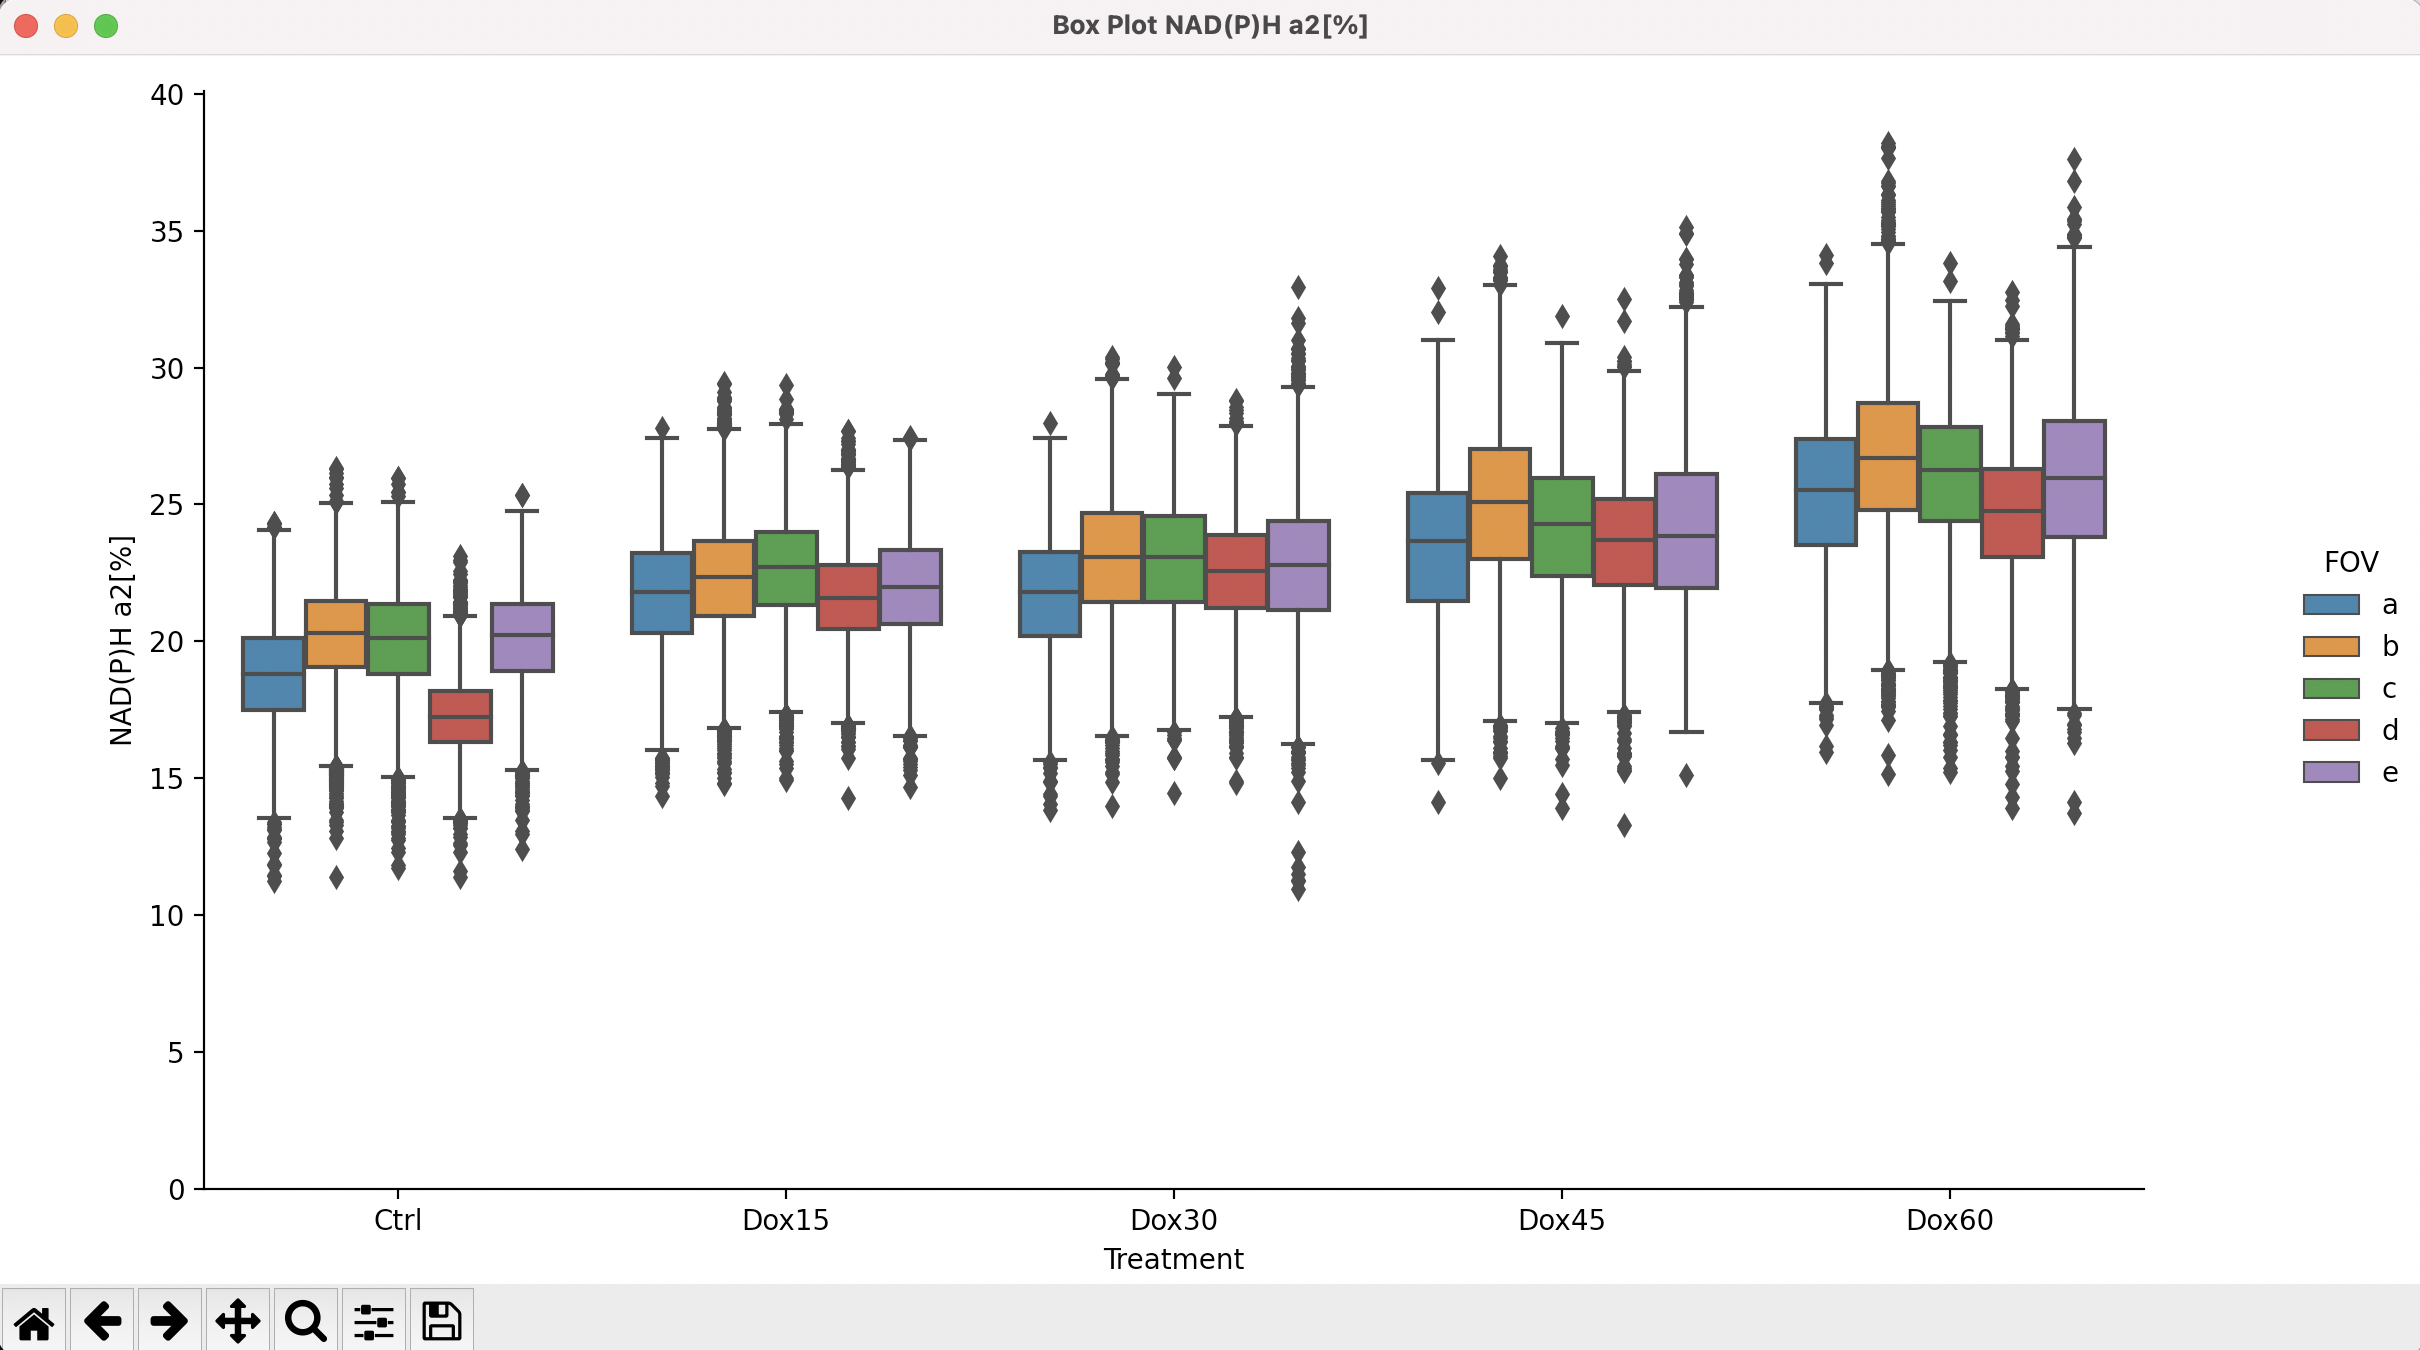 Box Plot NAD(P)H a2[%]
40
35
30
25
20
15
10
5
0
NAD(P)H a2[%]
Ctrl Dox15 Dox30 Dox45 Dox60
Treatment
FOV
a
b
c
d
e